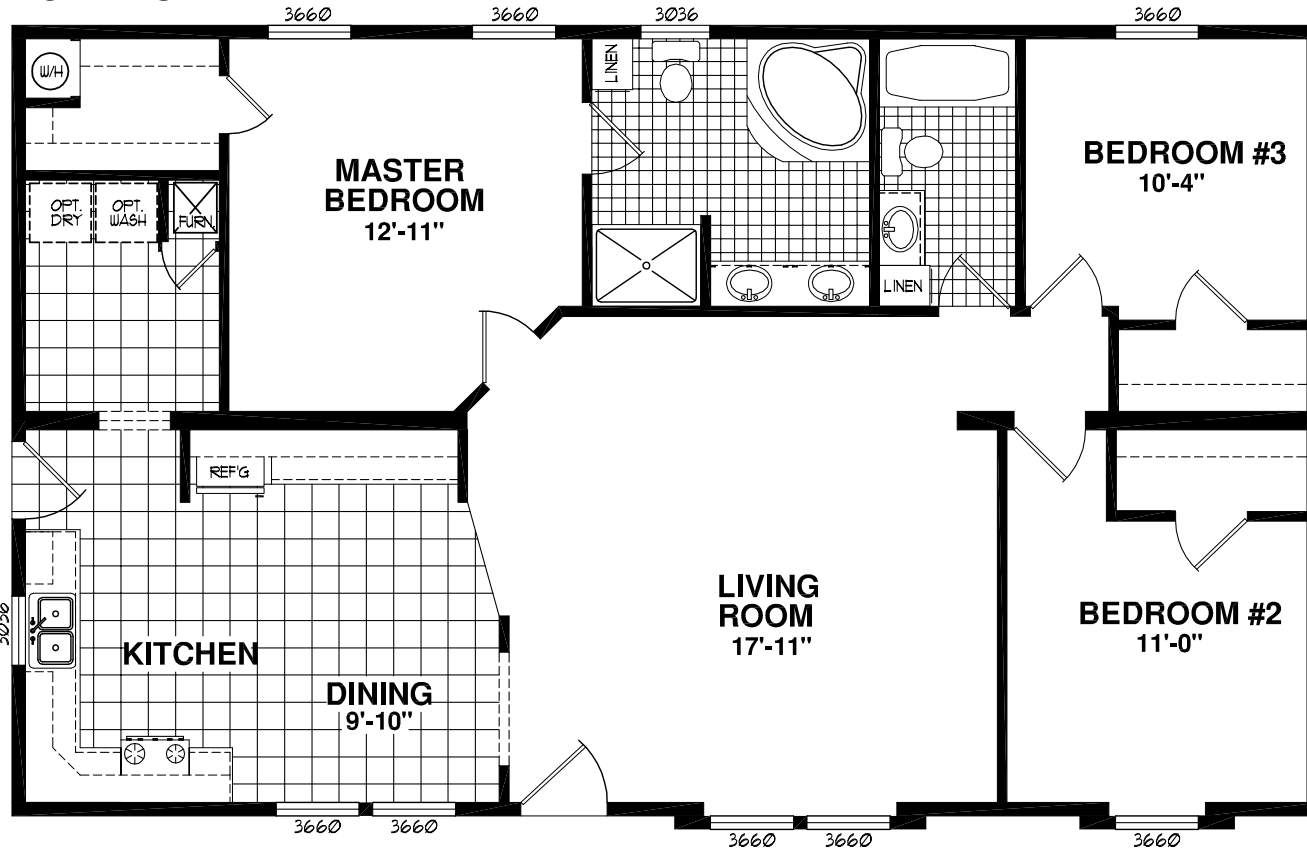 3660
3660
3036
3660
W/H
LINEN
MASTER
BEDROOM
12'-11"
BEDROOM #3
10'-4"
OPT.
DRY
OPT.
WASH
FURN.
LINEN
REF'G
3036
KITCHEN
DINING
9'-10"
LIVING
ROOM
17'-11"
BEDROOM #2
11'-0"
3660
3660
3660
3660
3660